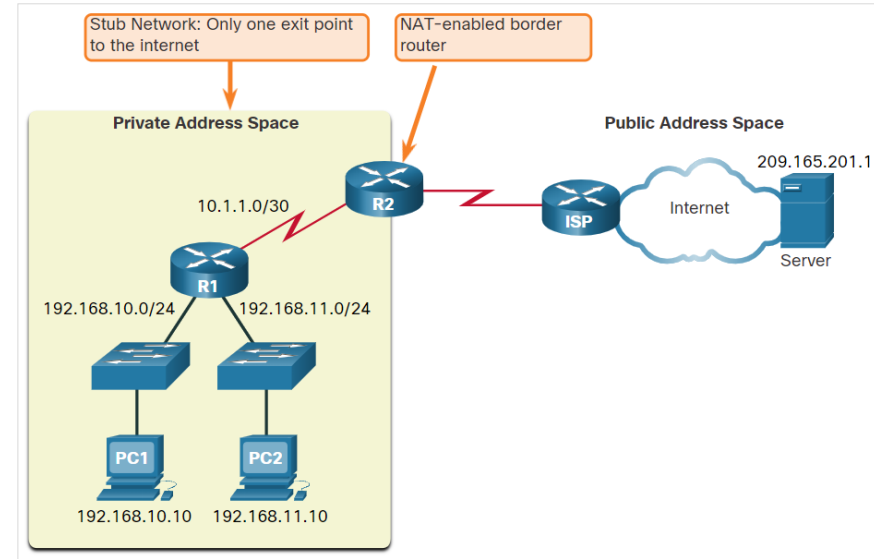 Stub Network: Only one exit point
to the internet
NAT-enabled border
router
Private Address Space
Public Address Space
209.165.201.1
10.1.1.0/30
R2
ISP
Internet
Server
R1
192.168.10.0/24
192.168.11.0/24
PC1
PC2
192.168.10.10
192.168.11.10